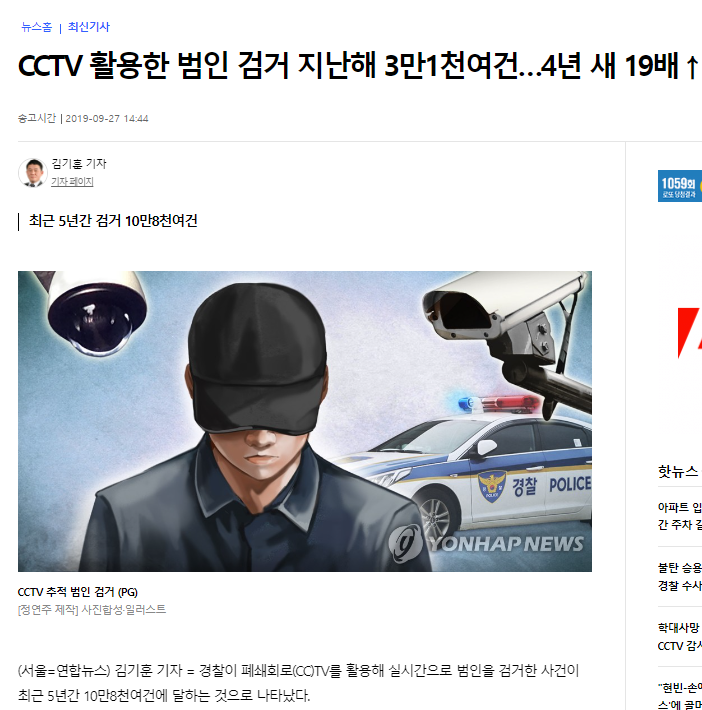 뉴스홈 | 최신기사
CCTV 활용한 범인 검거 지난해 3만1천여건…4년 새 19배↑
송고시간 | 2019-09-27 14:44
김기훈 기자
기자 페이지
최근 5년간 검거 10만8천여건
1059회
로또 당첨결과
경찰 POLICE
YONHAP NEWS
CCTV 추적 범인 검거 (PG)
[정연주 제작] 사진합성·일러스트
(서울=연합뉴스) 김기훈 기자 = 경찰이 폐쇄회로(CC)TV를 활용해 실시간으로 범인을 검거한 사건이
최근 5년간 10만8천여건에 달하는 것으로 나타났다.
핫뉴스
아파트 입
간 주차 길
불탄 승용
경찰 수사
학대사망
CCTV 감시
"현빈-손예
스'에 골머